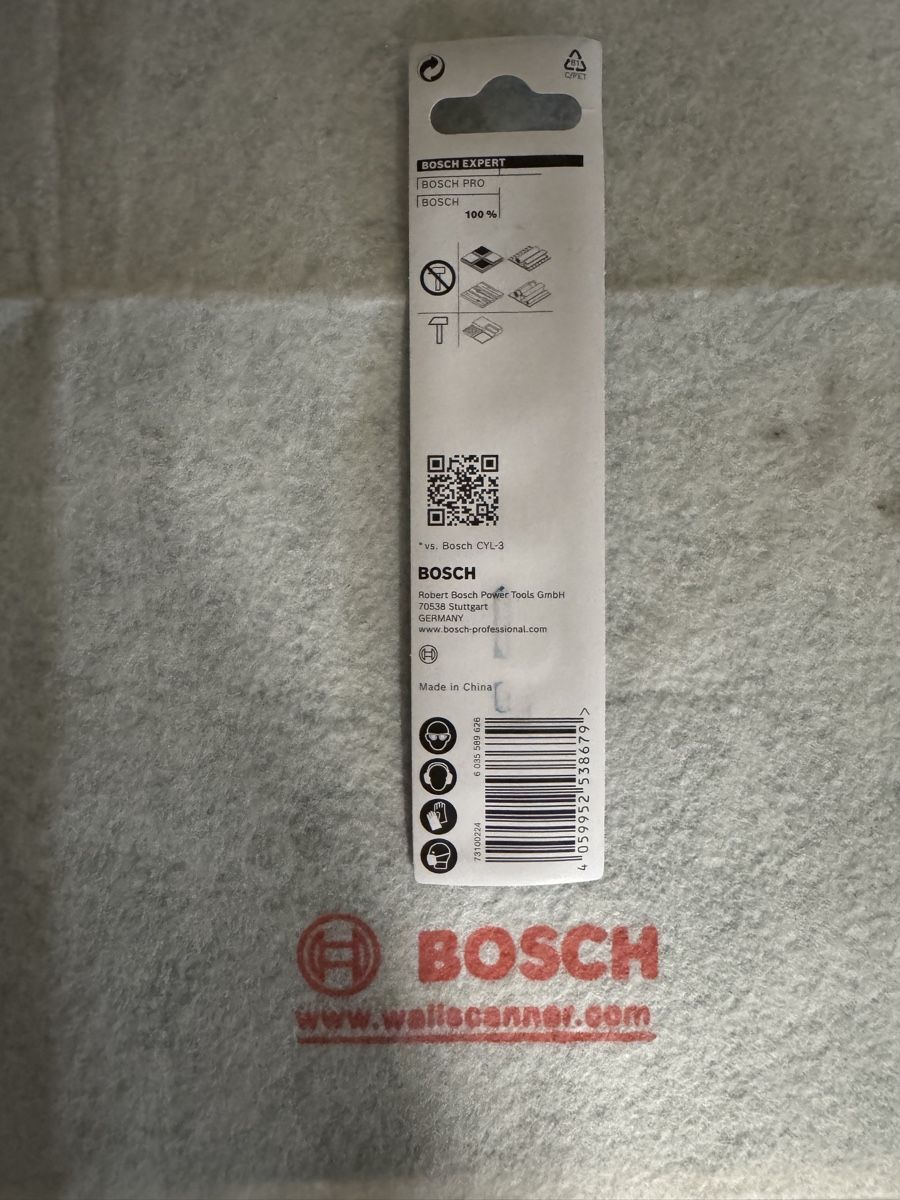 81
C/PET
BOSCH EXPERT
BOSCH PRO
BOSCH
100 %
* vs. Bosch CYL-3
BOSCH
Robert Bosch Power Tools GmbH
70538 Stuttgart
GERMANY
www.bosch-professional.com
Made in China
6 035 589 626
73100224
4 059952 538679 >
BOSCH
www.wallscanner.com